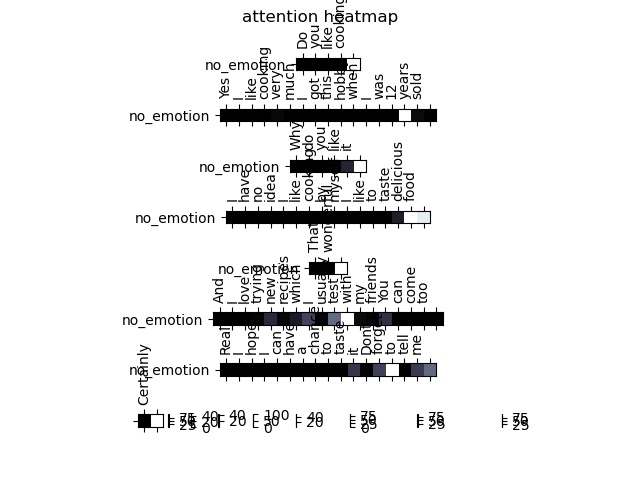 attention heatmap
Do you like cooking
no_emotion
Yes I like cooking very much I got this hobby when I was 12 years sold
no_emotion
Why do you like it
no_emotion
I have no idea I like cooking by myself I like to taste delicious food
no_emotion
That wonderful
no_emotion
And I love trying new recipes which I usually test with my friends You can come too
no_emotion
Really I hope I can have a chance to taste it Dont forget to tell me
no_emotion
Certainly
75 50 25
40 20 0
40 20
100 50 0
40 20
75 50 25 0
75 50 25
75 50 25